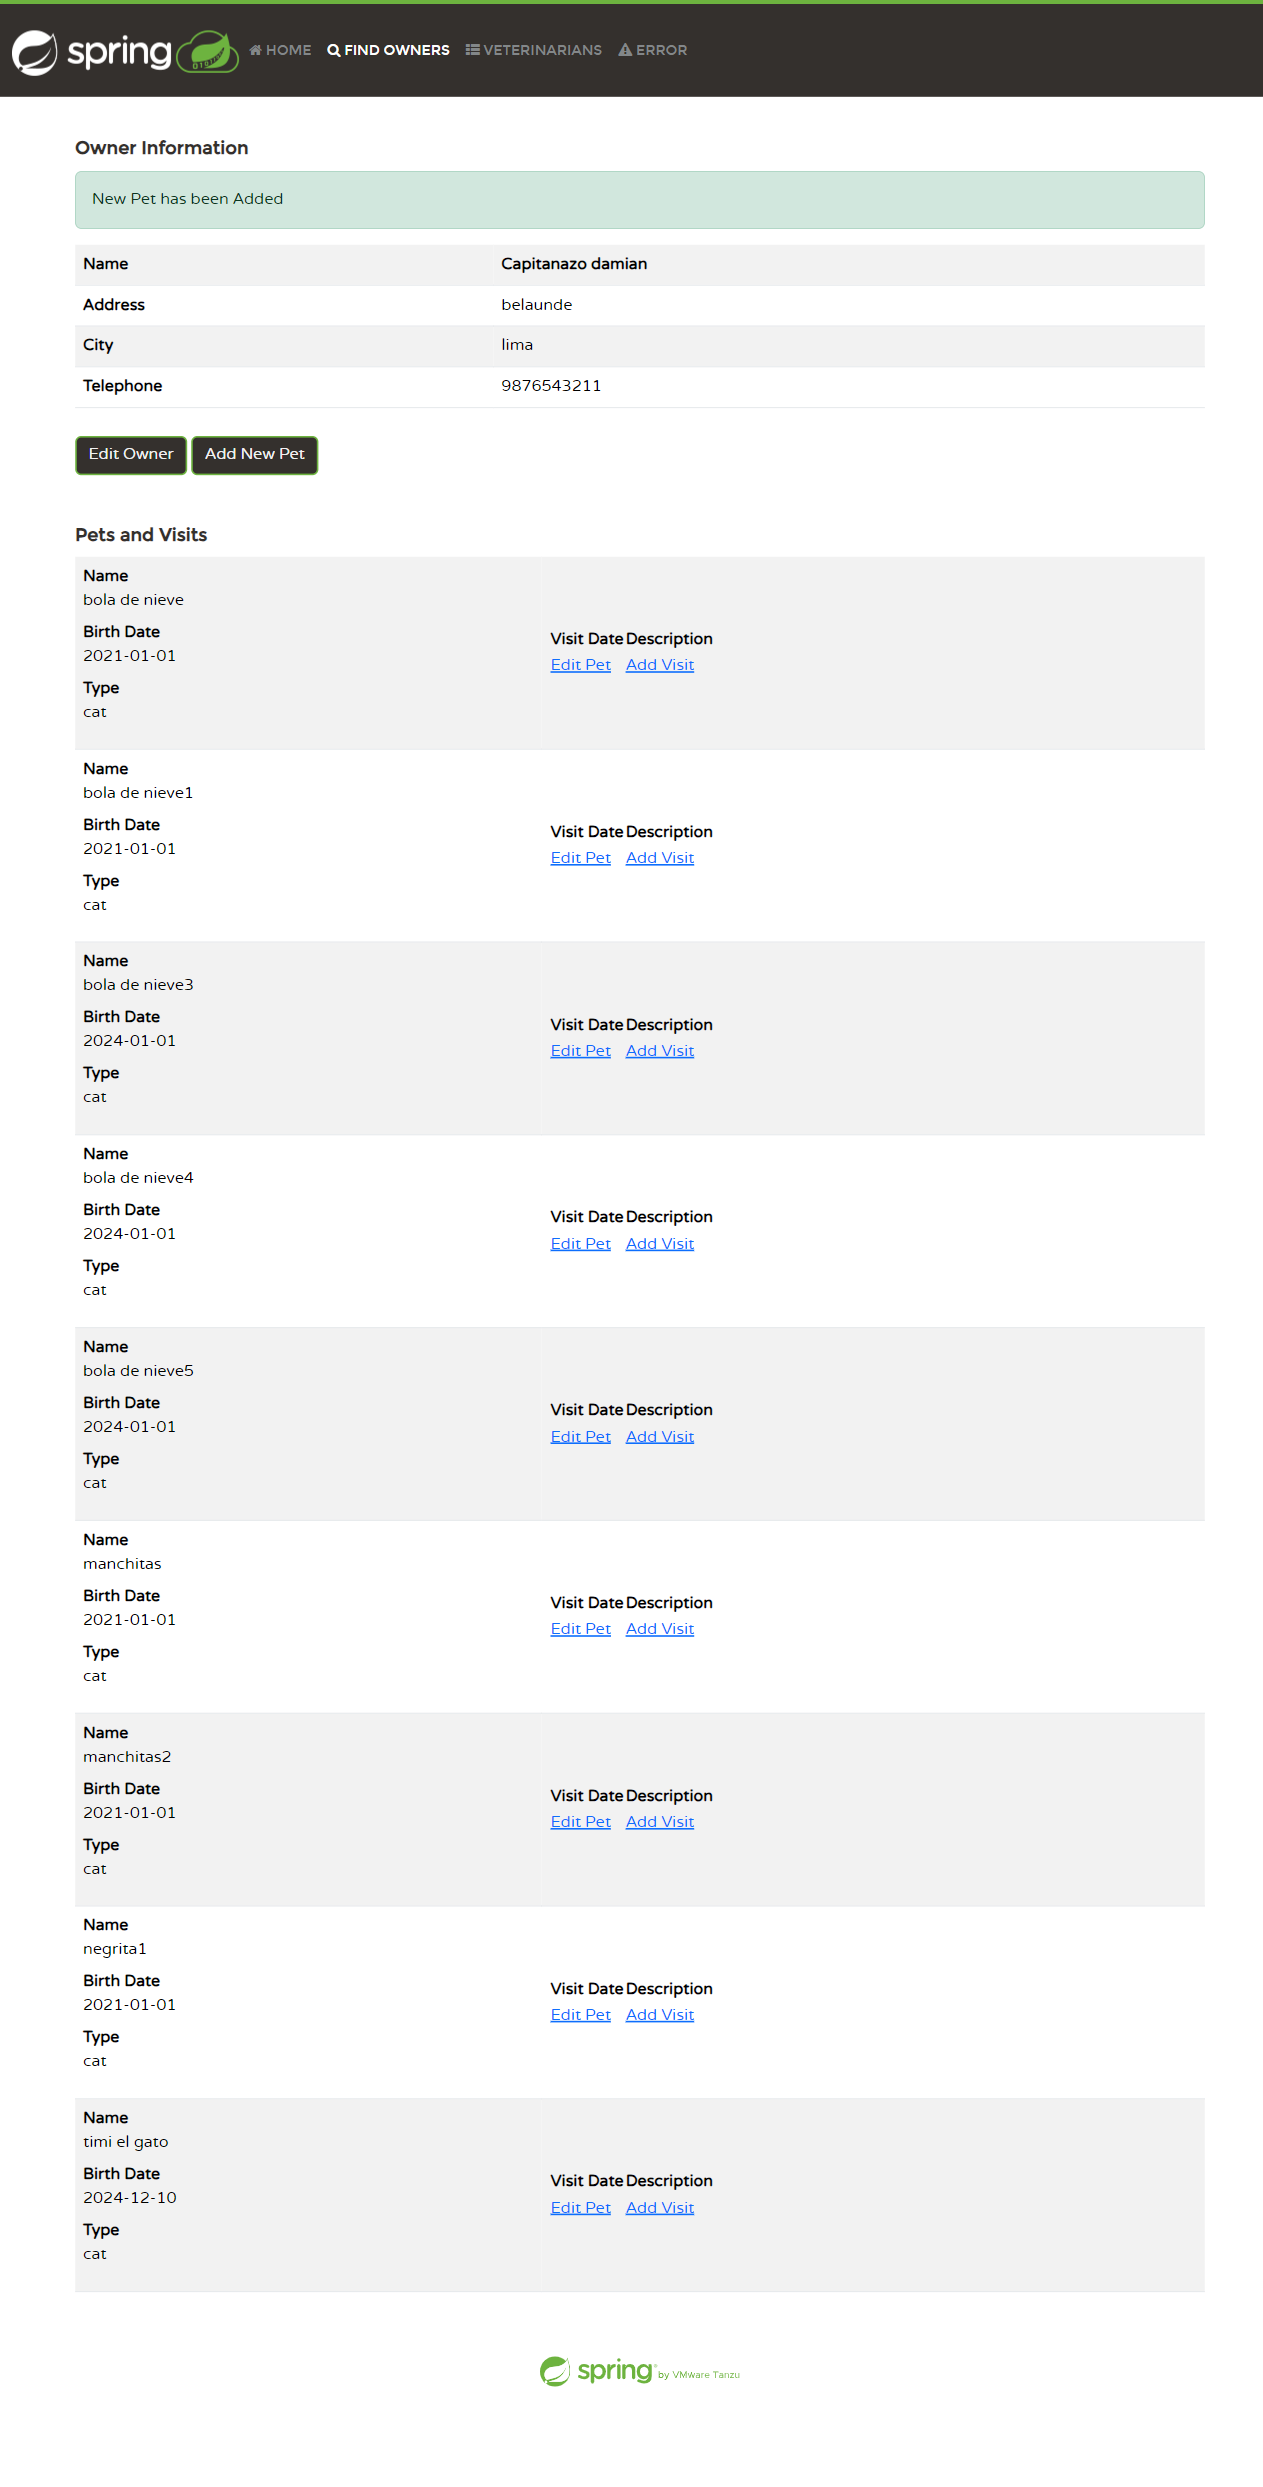 spring HOME FIND OWNERS VETERINARIANS ERROR
Owner Information
New Pet has been Added
Name Capitanazo damian
Address belaunde
City lima
Telephone 9876543211
Edit Owner Add New Pet
Pets and Visits
Name
bola de nieve
Birth Date
2021-01-01
Type
cat
Visit Date Description
Edit Pet Add Visit
Name
bola de nieve1
Birth Date
2021-01-01
Type
cat
Visit Date Description
Edit Pet Add Visit
Name
bola de nieve3
Birth Date
2024-01-01
Type
cat
Visit Date Description
Edit Pet Add Visit
Name
bola de nieve4
Birth Date
2024-01-01
Type
cat
Visit Date Description
Edit Pet Add Visit
Name
bola de nieve5
Birth Date
2024-01-01
Type
cat
Visit Date Description
Edit Pet Add Visit
Name
manchitas
Birth Date
2021-01-01
Type
cat
Visit Date Description
Edit Pet Add Visit
Name
manchitas2
Birth Date
2021-01-01
Type
cat
Visit Date Description
Edit Pet Add Visit
Name
negrita1
Birth Date
2021-01-01
Type
cat
Visit Date Description
Edit Pet Add Visit
Name
timi el gato
Birth Date
2024-12-10
Type
cat
Visit Date Description
Edit Pet Add Visit
spring by VMware Tanzu